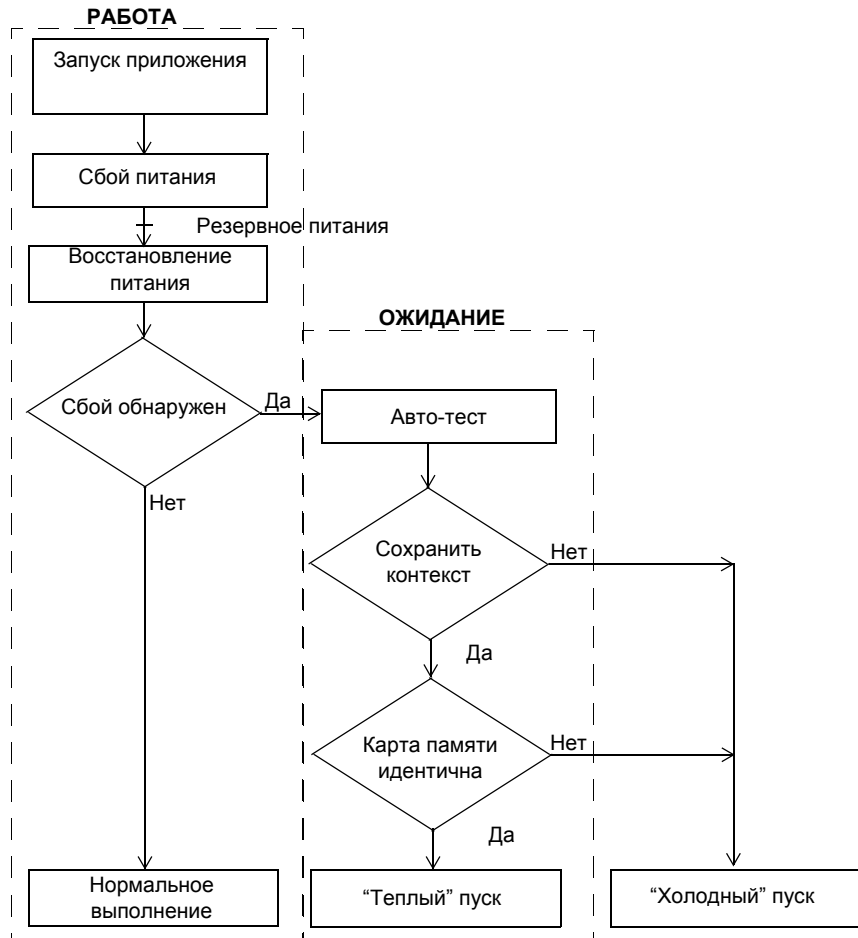 РАБОТА
Запуск приложения
Сбой питания
Резервное питания
Восстановление
питания
ОЖИДАНИЕ
Сбой обнаружен
Да
Авто-тест
Нет
Сохранить
контекст
Нет
Да
Карта памяти
идентична
Нет
Да
Нормальное
выполнение
“Теплый” пуск
“Холодный” пуск